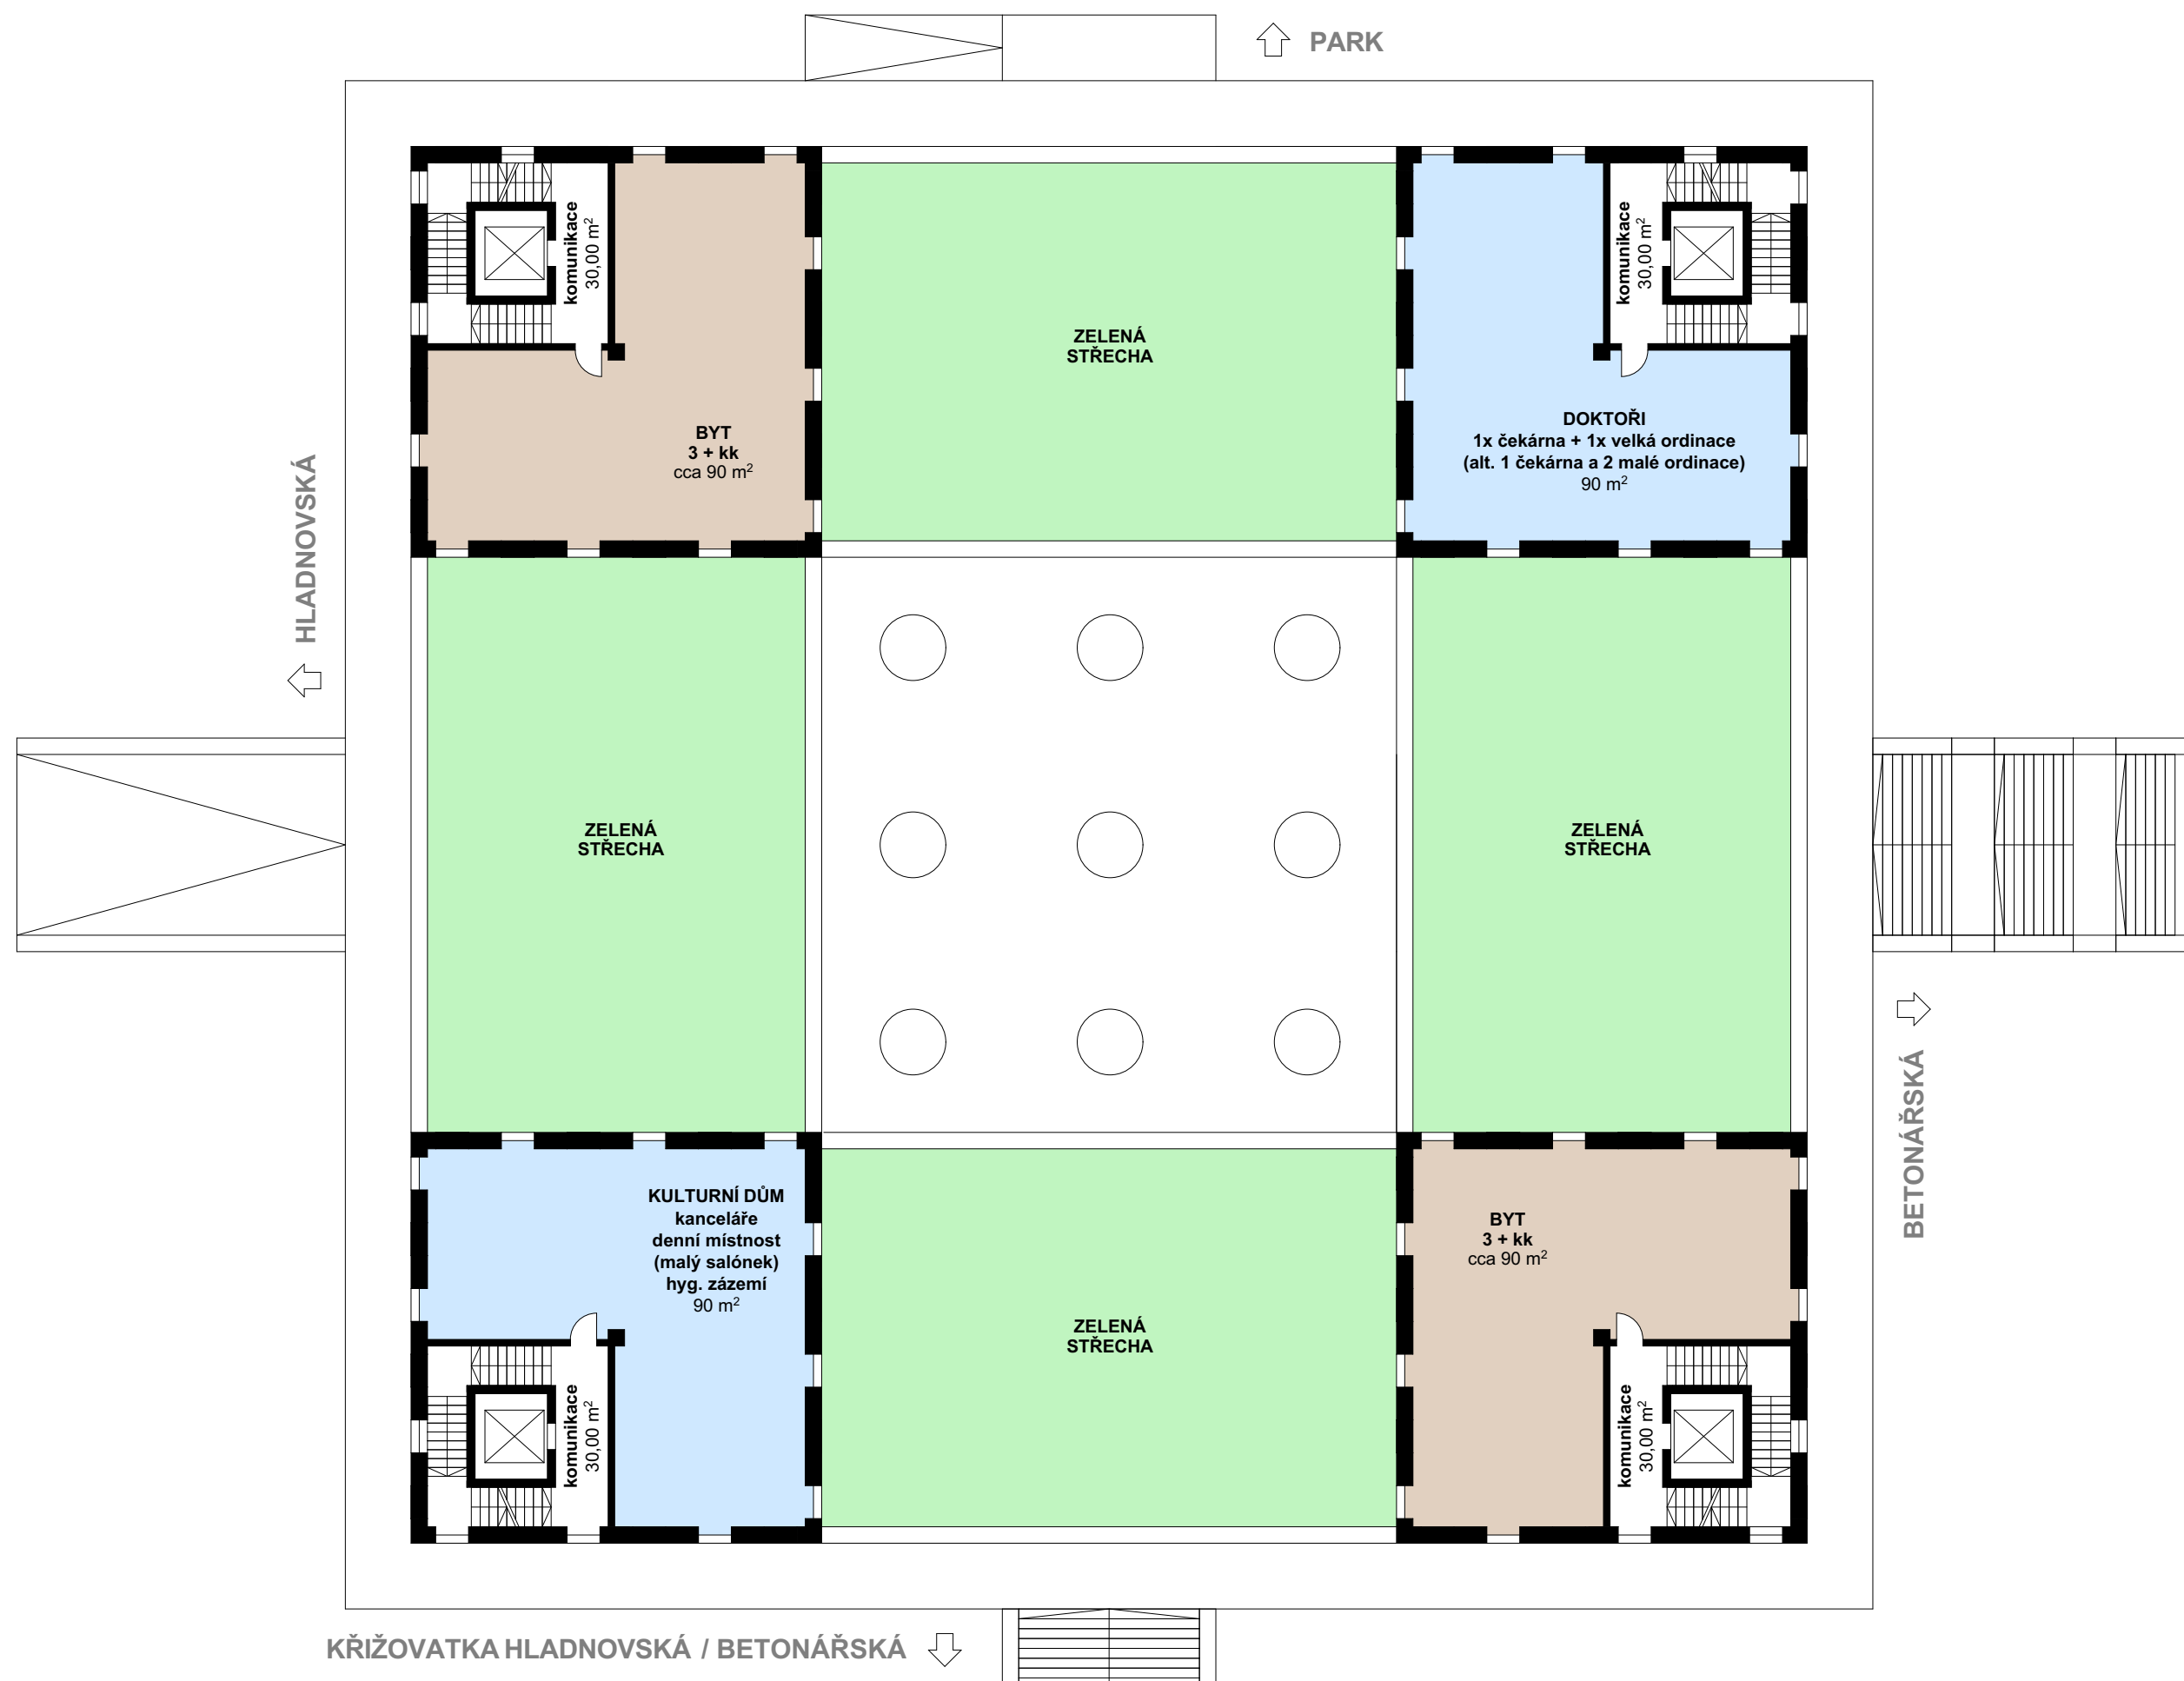 PARK
komunikace
30,00 m²
komunikace
30,00 m²
ZELENÁ
STŘECHA
BYT
3 + kk
cca 90 m²
DOKTOŘI
1x čekárna + 1x velká ordinace
(alt. 1 čekárna a 2 malé ordinace)
90 m²
HLADNOVSKÁ
ZELENÁ
STŘECHA
ZELENÁ
STŘECHA
BETONÁŘSKÁ
KULTURNÍ DŮM
kanceláře
denní místnost
(malý salónek)
hyg. zázemí
90 m²
BYT
3 + kk
cca 90 m²
ZELENÁ
STŘECHA
komunikace
30,00 m²
komunikace
30,00 m²
KŘIŽOVATKA HLADNOVSKÁ / BETONÁŘSKÁ